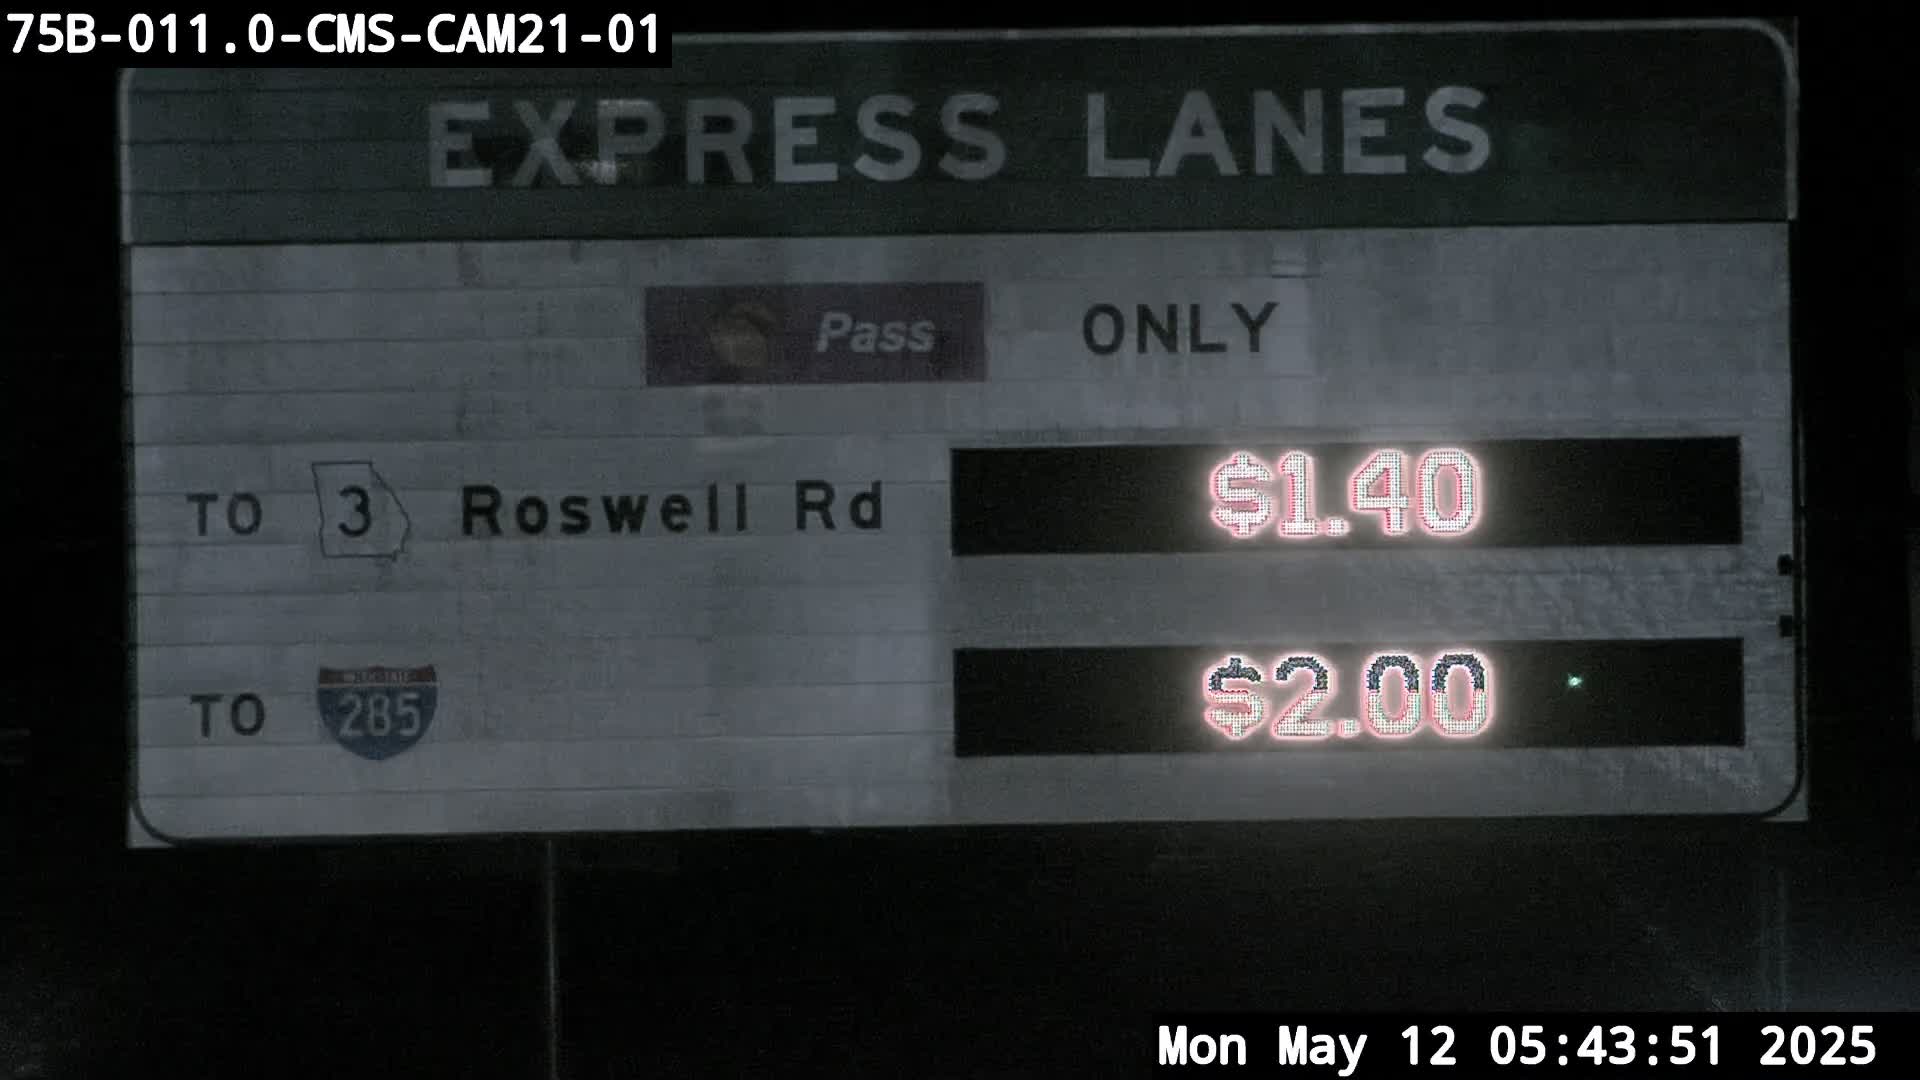 75B-011.0-CMS-CAM21-01
EXPRESS LANES
Pass ONLY
TO 3 Roswell Rd $1.40
TO 285 $2.00
Mon May 12 05:43:51 2025